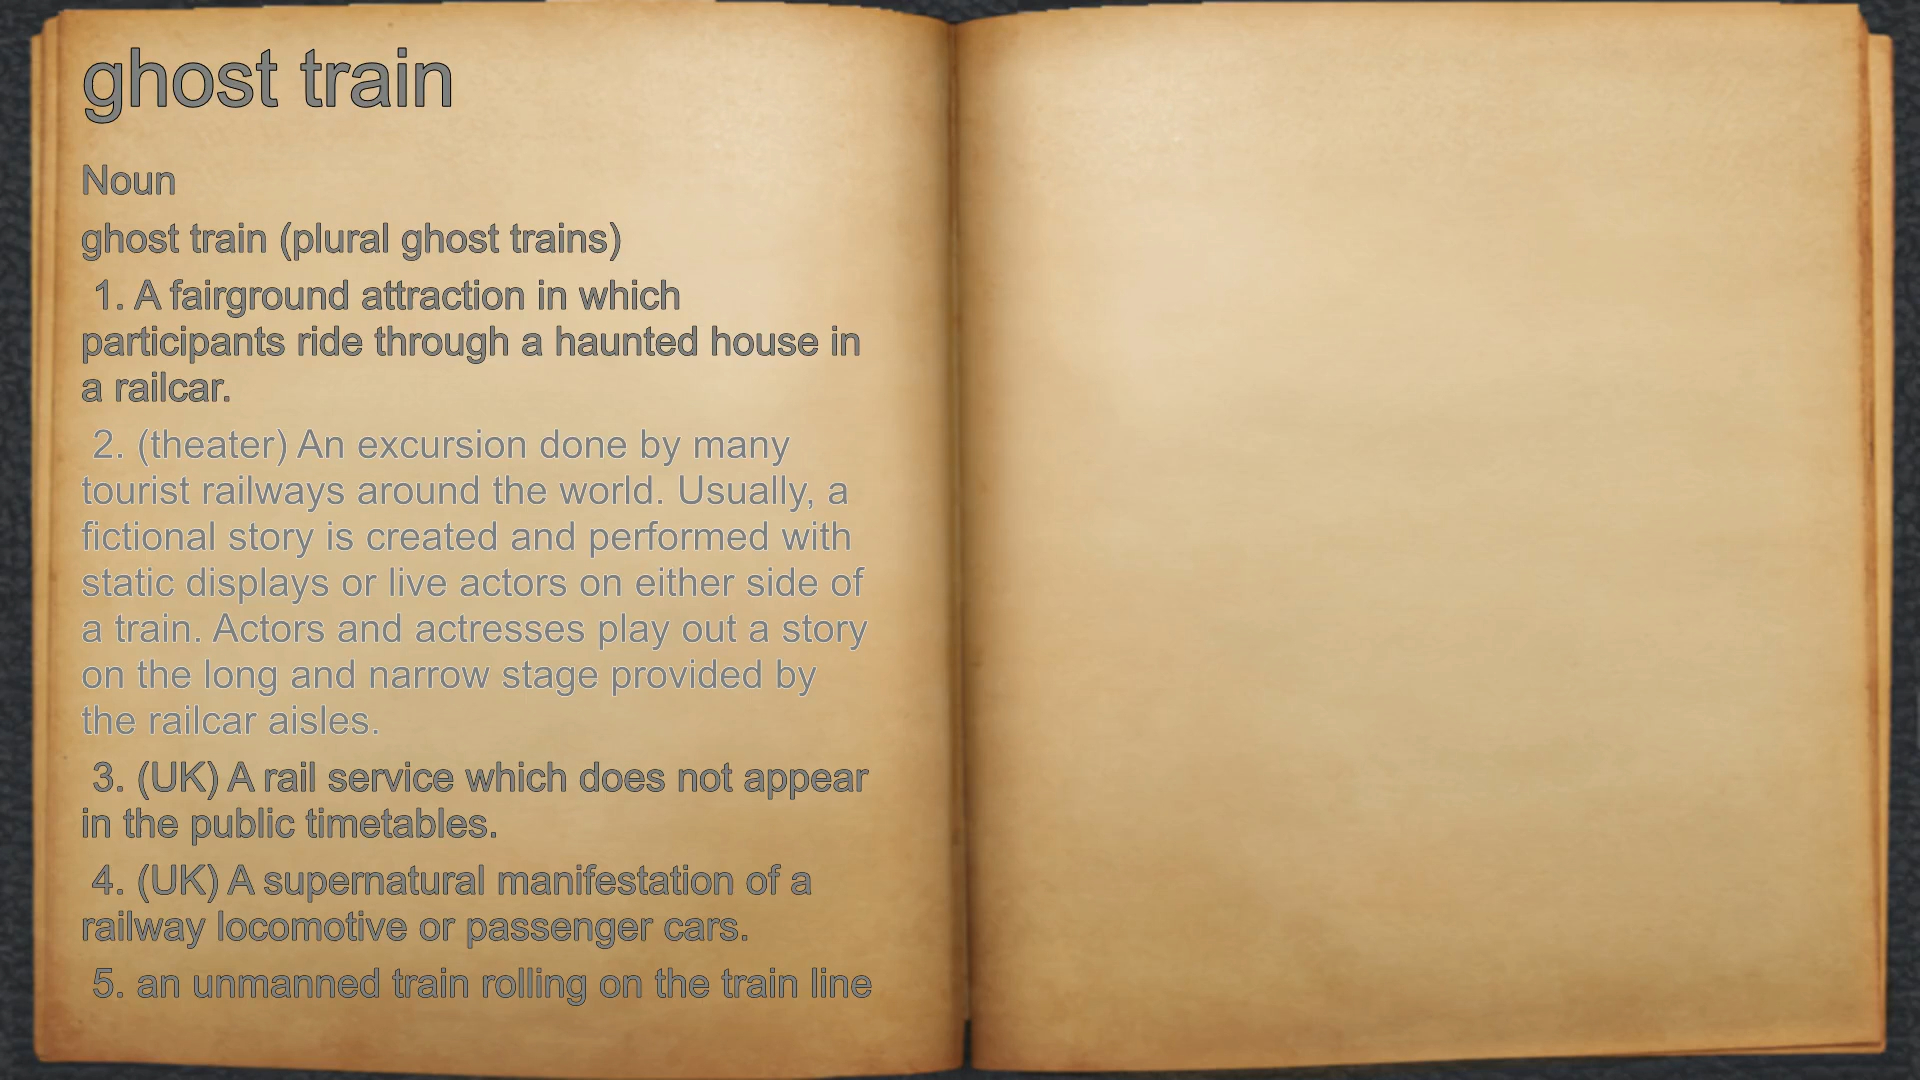 ghost train
Noun
ghost train (plural ghost trains)
1. A fairground attraction in which
participants ride through a haunted house in
a railcar.
2. (theater) An excursion done by many
tourist railways around the world. Usually, a
fictional story is created and performed with
static displays or live actors on either side of
a train. Actors and actresses play out a story
on the long and narrow stage provided by
the railcar aisles.
3. (UK) A rail service which does not appear
in the public timetables.
4. (UK) A supernatural manifestation of a
railway locomotive or passenger cars.
5. an unmanned train rolling on the train line